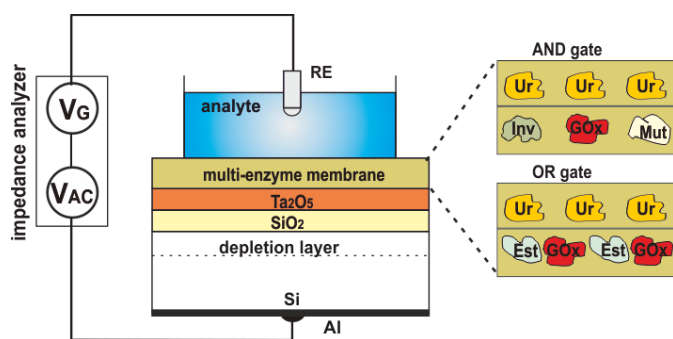 impedance analyzer
VG
VAC
RE
analyte
multi-enzyme membrane
Ta2O5
SiO2
depletion layer
Si
Al
AND gate
Ur Ur Ur
Inv GOx Mut
OR gate
Ur Ur Ur
Est GOx Est GOx